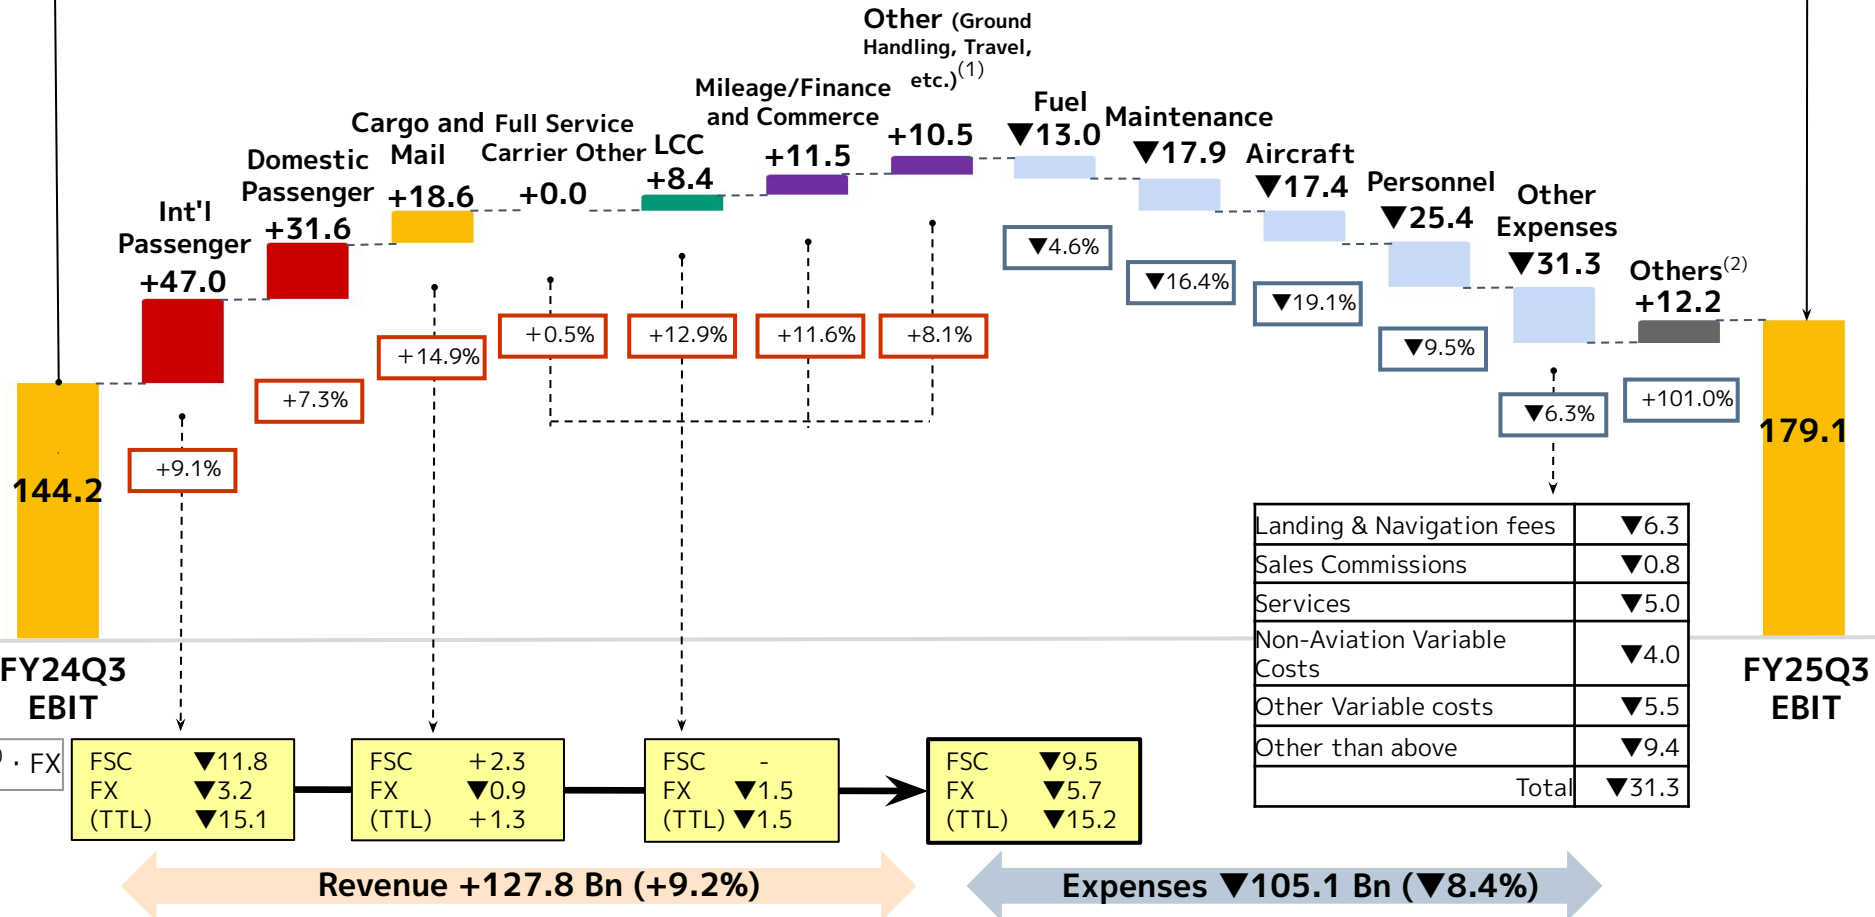 Other (Ground
Handling, Travel,
etc.)(1)
+10.5
Mileage/Finance
and Commerce
+11.5
Fuel
▼13.0
Maintenance
▼17.9
Cargo and
Mail
+18.6
Full Service
Carrier Other
+0.0
LCC
+8.4
Domestic
Passenger
+31.6
Int'l
Passenger
+47.0
Aircraft
▼17.4
Personnel
▼25.4
Other
Expenses
▼31.3
Others(2)
+12.2
▼4.6%
▼16.4%
▼19.1%
▼9.5%
▼6.3%
+101.0%
+9.1%
+7.3%
+14.9%
+0.5%
+12.9%
+11.6%
+8.1%
144.2
179.1
FY24Q3
EBIT
FY25Q3
EBIT
Landing & Navigation fees ▼6.3
Sales Commissions ▼0.8
Services ▼5.0
Non-Aviation Variable
Costs ▼4.0
Other Variable costs ▼5.5
Other than above ▼9.4
Total ▼31.3
) · FX
FSC ▼11.8
FX ▼3.2
(TTL) ▼15.1
FSC +2.3
FX ▼0.9
(TTL) +1.3
FSC -
FX ▼1.5
(TTL) ▼1.5
FSC ▼9.5
FX ▼5.7
(TTL) ▼15.2
Revenue +127.8 Bn (+9.2%)
Expenses ▼105.1 Bn (▼8.4%)